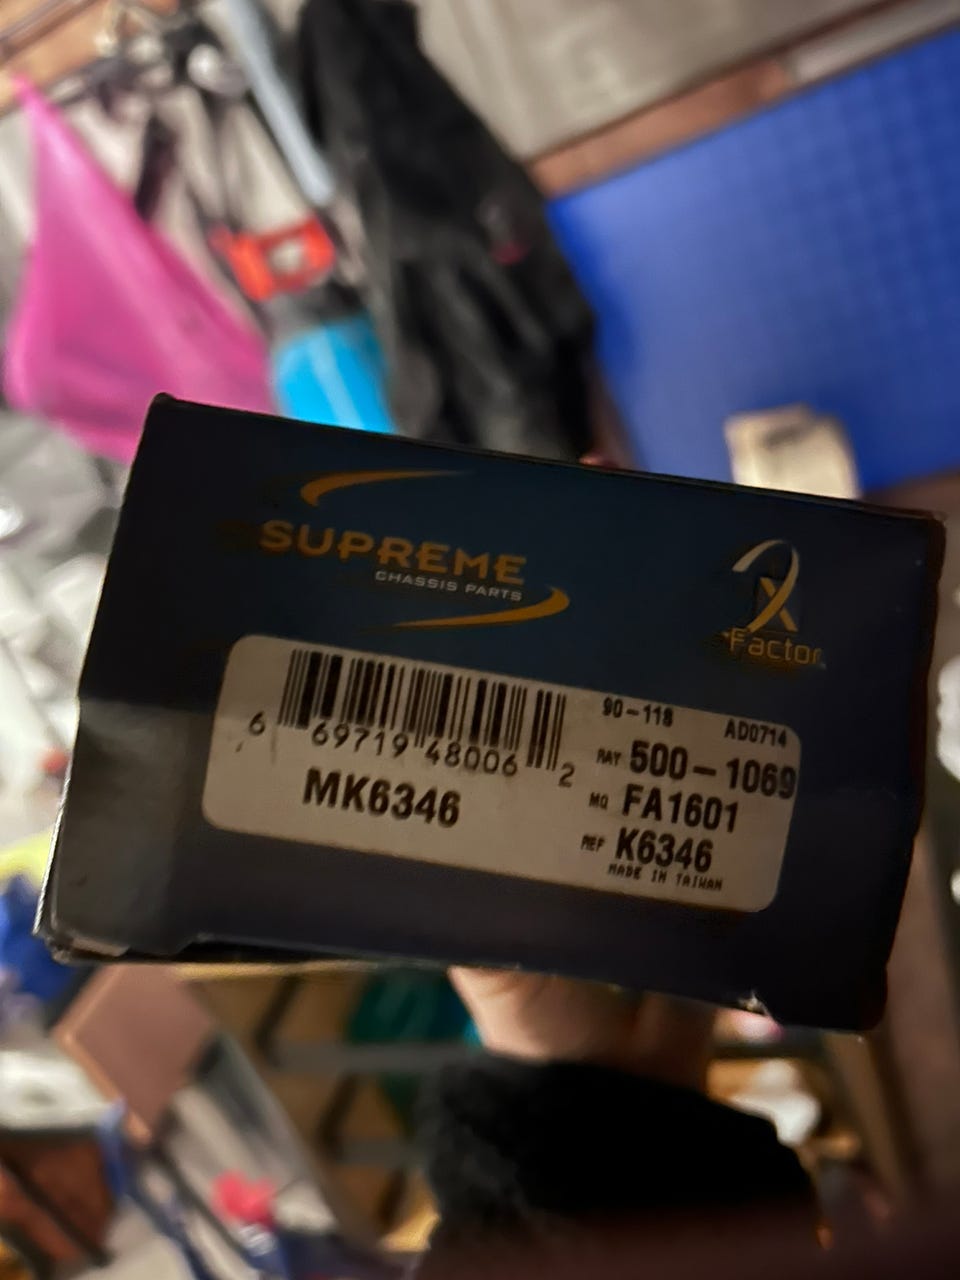 SUPREME
CHASSIS PARTS
X
Factor
6 69719 48006 2
MK6346
90-118 AD0714
RAY 500-1069
MQ FA1601
REF K6346
MADE IN TAIWAN